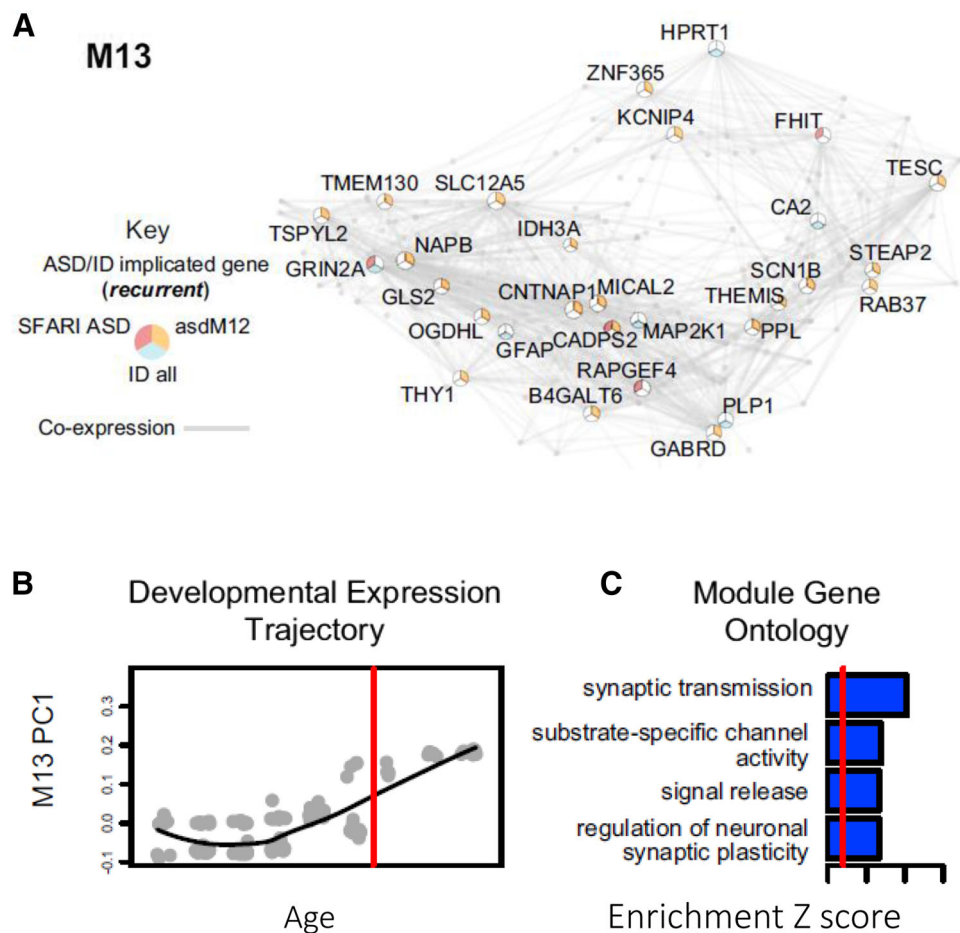 A
M13
HPRT1
ZNF365
KCNIP4
FHIT
TESC
TMEM130
SLC12A5
CA2
TSPYL2
IDH3A
NAPB
STEAP2
GRIN2A
SCN1B
GLS2
CNTNAP1
MICAL2
THEMIS
RAB37
OGDHL
GFAP
CADPS2
MAP2K1
PPL
RAPGEF4
THY1
B4GALT6
PLP1
GABRD
Key
ASD/ID implicated gene
(recurrent)
SFARI ASD
asdM12
ID all
Co-expression
B
Developmental Expression
Trajectory
M13 PC1
0.3
0.2
0.1
0.0
-0.1
Age
C
Module Gene
Ontology
synaptic transmission
substrate-specific channel
activity
signal release
regulation of neuronal
synaptic plasticity
Enrichment Z score